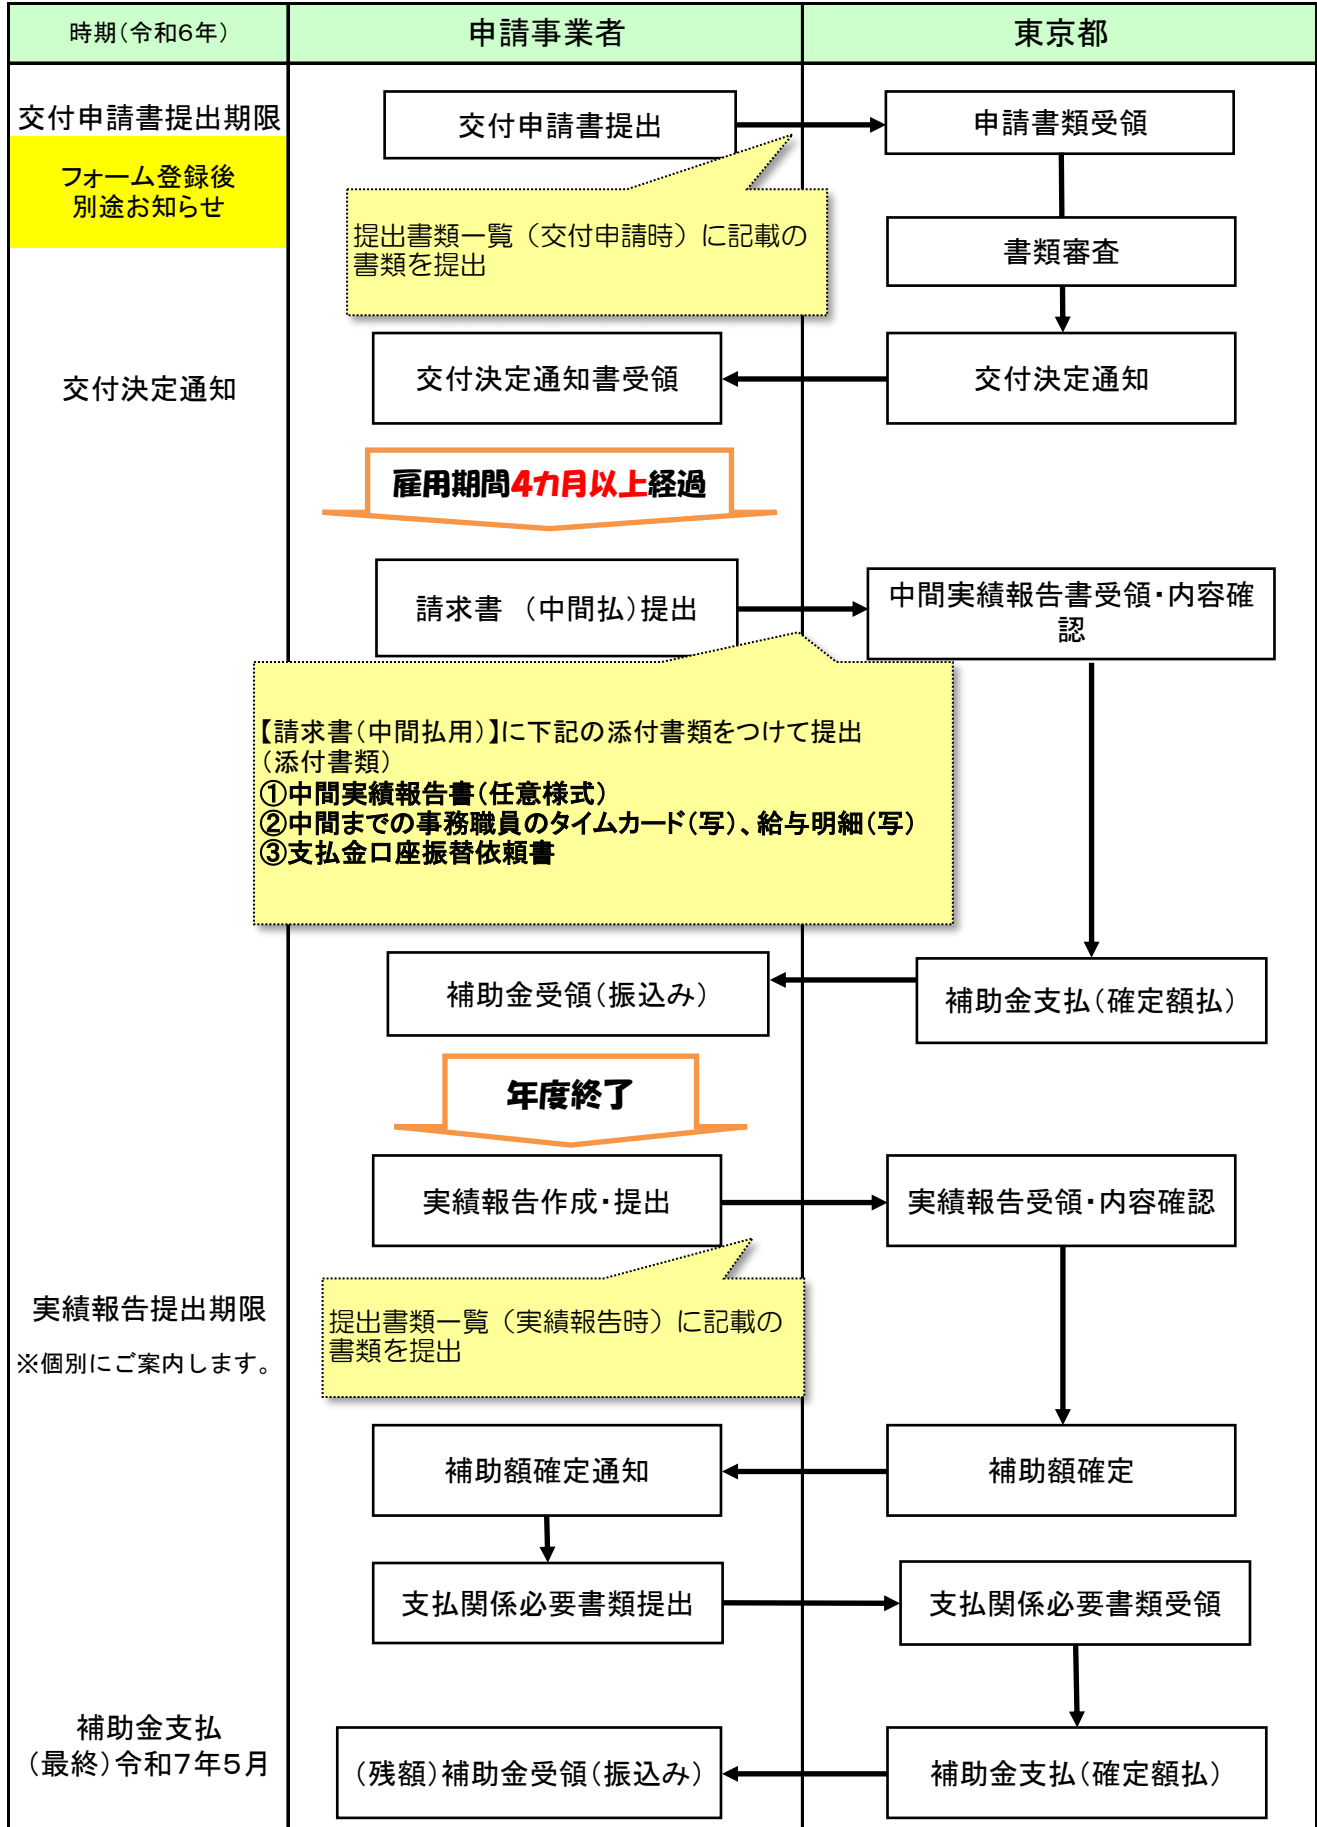 時期（令和6年）
申請事業者
東京都
交付申請書提出期限
フォーム登録後
別途お知らせ
交付申請書提出
申請書類受領
提出書類一覧（交付申請時）に記載の
書類を提出
書類審査
交付決定通知
交付決定通知書受領
交付決定通知
雇用期間4カ月以上経過
請求書　（中間払）提出
中間実績報告書受領・内容確
認
【請求書（中間払用）】に下記の添付書類をつけて提出
（添付書類）
①中間実績報告書（任意様式）
②中間までの事務職員のタイムカード（写）、給与明細（写）
③支払金口座振替依頼書
補助金受領（振込み）
補助金支払（確定額払）
年度終了
実績報告作成・提出
実績報告受領・内容確認
実績報告提出期限
※個別にご案内します。
提出書類一覧（実績報告時）に記載の
書類を提出
補助額確定通知
補助額確定
支払関係必要書類提出
支払関係必要書類受領
補助金支払
（最終）令和7年5月
（残額）補助金受領（振込み）
補助金支払（確定額払）